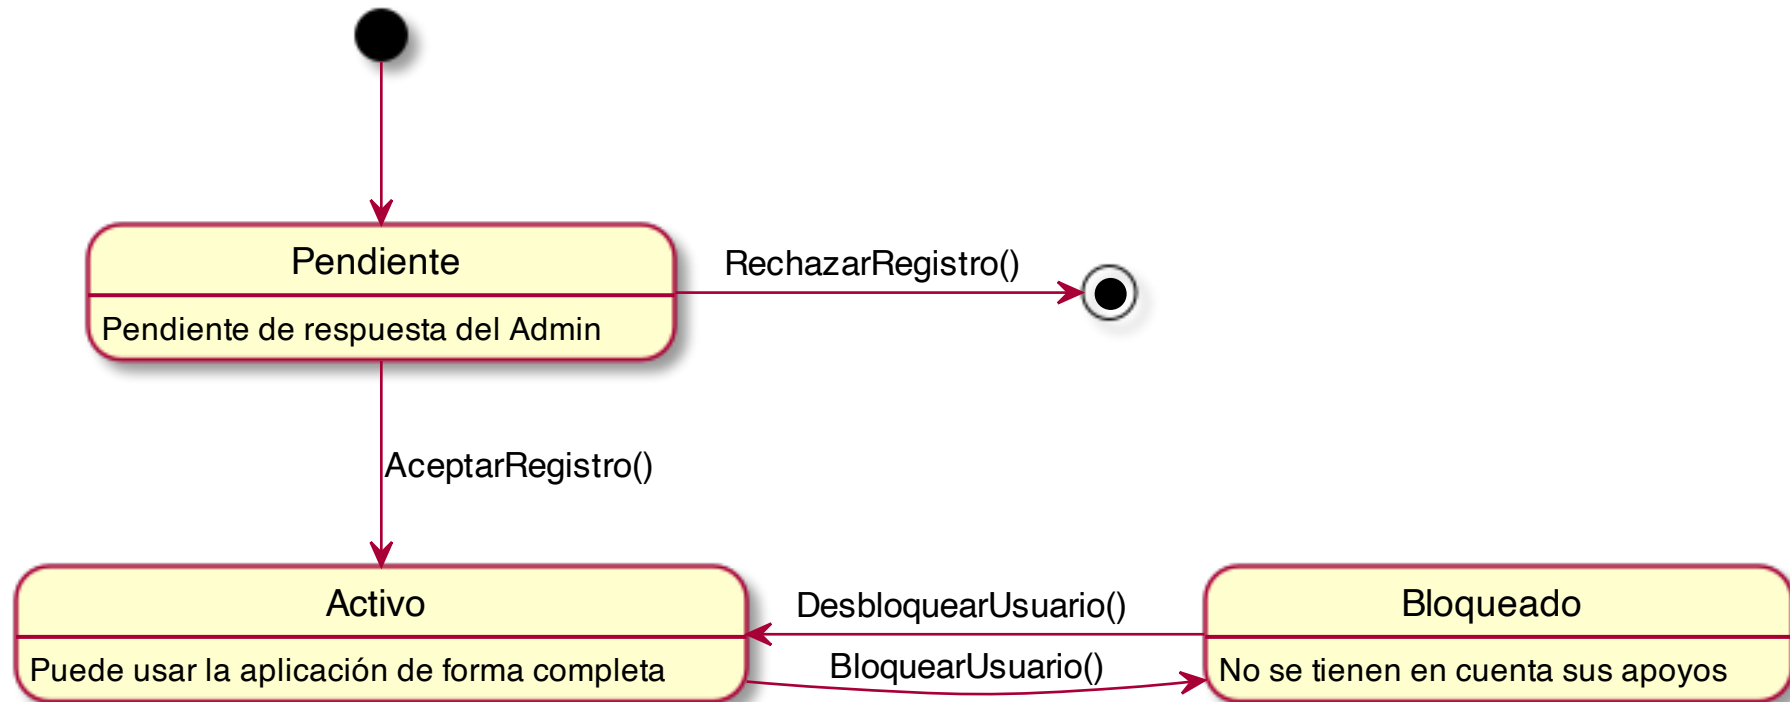 Pendiente
Pendiente de respuesta del Admin
RechazarRegistro()
AceptarRegistro()
Activo
Puede usar la aplicación de forma completa
DesbloquearUsuario()
BloquearUsuario()
Bloqueado
No se tienen en cuenta sus apoyos